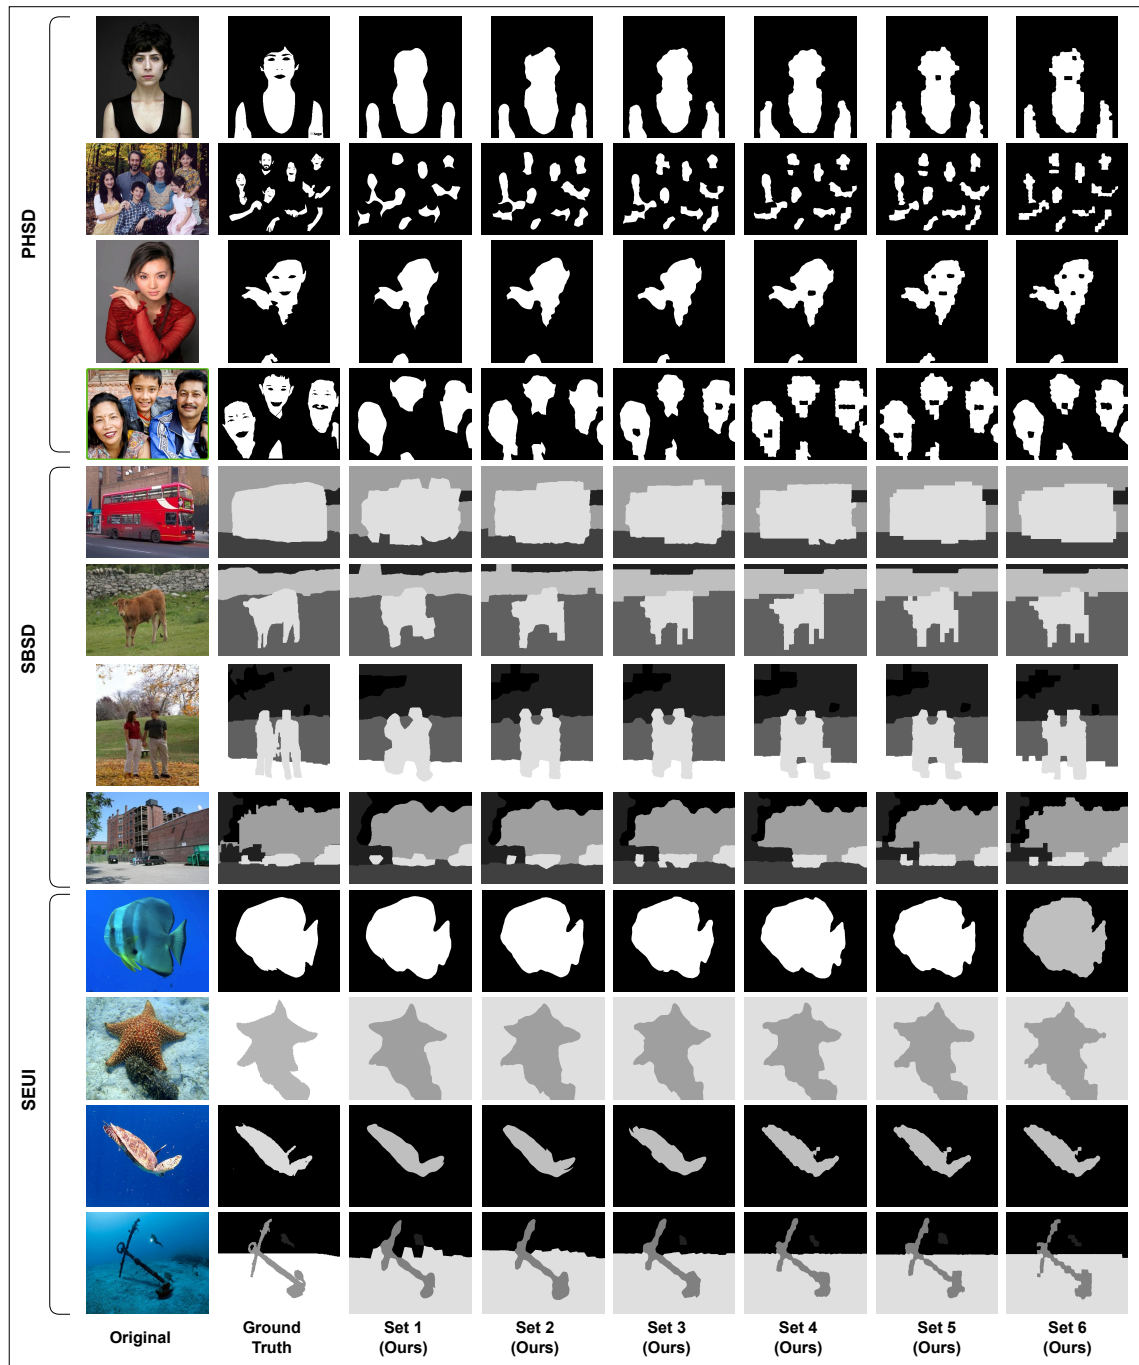 PHSD
SBSD
SEUI
Original
Ground
Truth
Set 1
(Ours)
Set 2
(Ours)
Set 3
(Ours)
Set 4
(Ours)
Set 5
(Ours)
Set 6
(Ours)